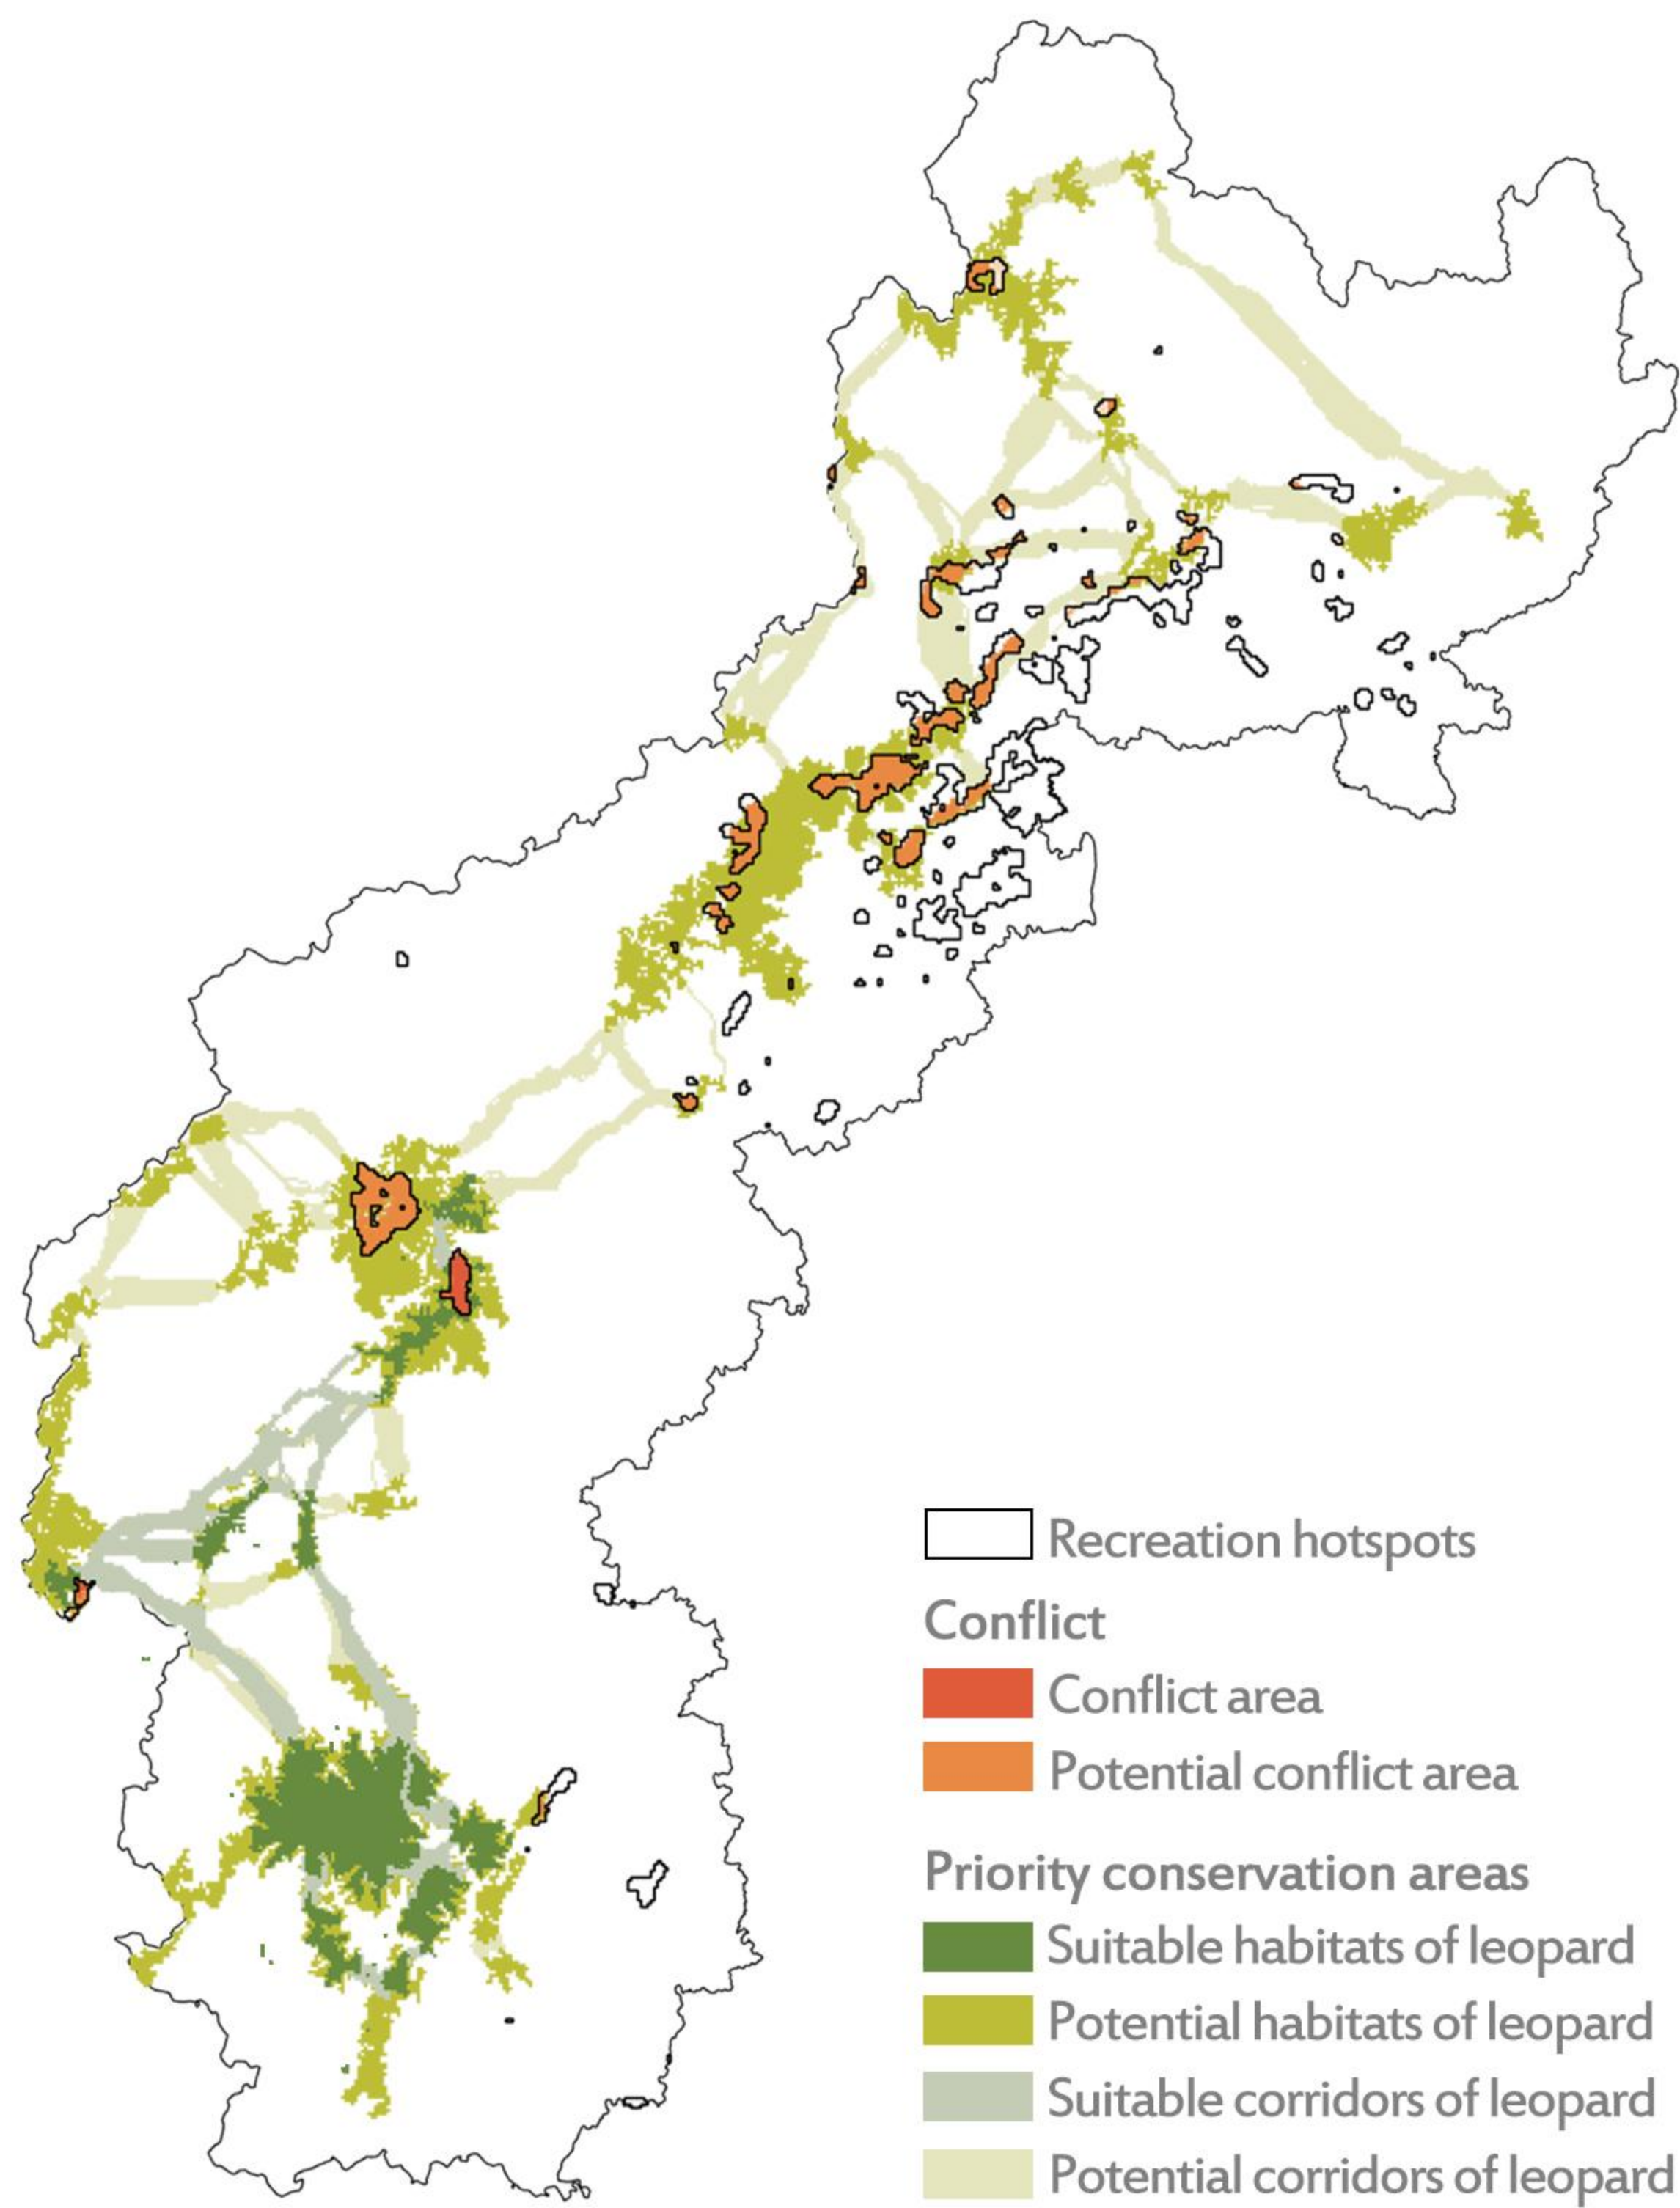 Recreation hotspots
Conflict
Conflict area
Potential conflict area
Priority conservation areas
Suitable habitats of leopard
Potential habitats of leopard
Suitable corridors of leopard
Potential corridors of leopard